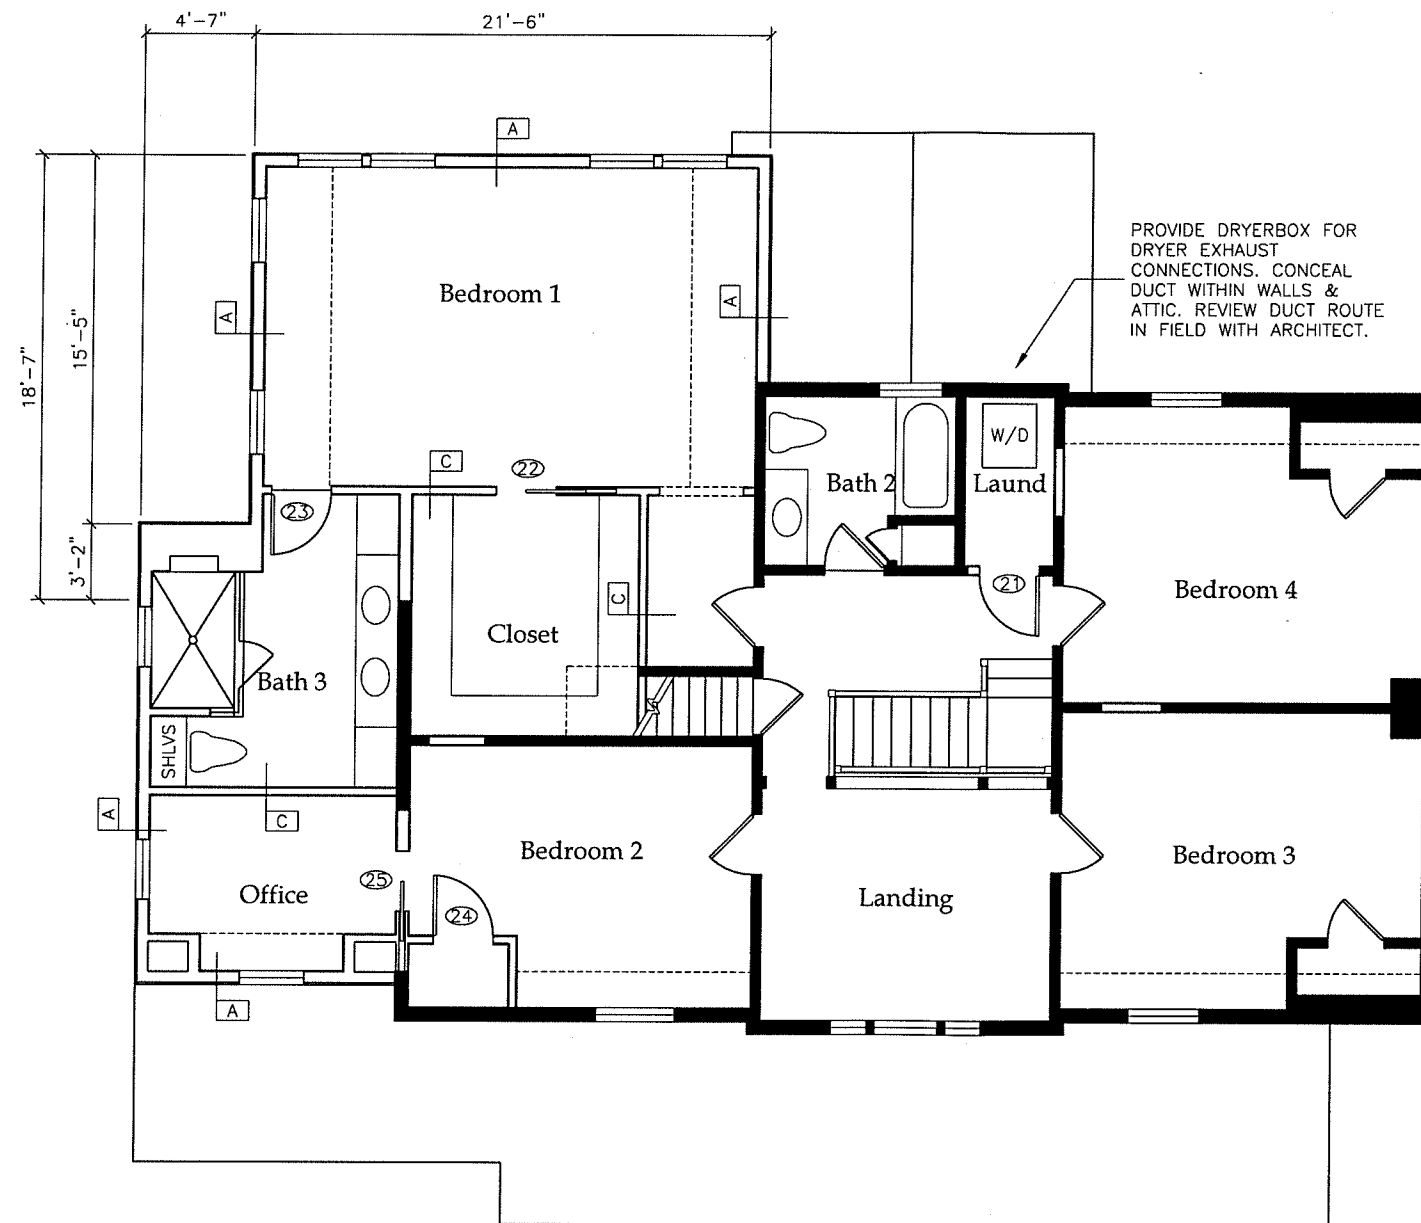 4'-7"
21'-6"
A
PROVIDE DRYERBOX FOR
DRYER EXHAUST
CONNECTIONS. CONCEAL
DUCT WITHIN WALLS &
ATTIC. REVIEW DUCT ROUTE
IN FIELD WITH ARCHITECT.
Bedroom 1
A
A
15'-5"
18'-7"
W/D
C
22
Bath 2
Laund
23
3'-2"
21
Bedroom 4
C
Closet
Bath 3
SHLVS
A
C
Bedroom 2
Bedroom 3
25
Office
Landing
24
A